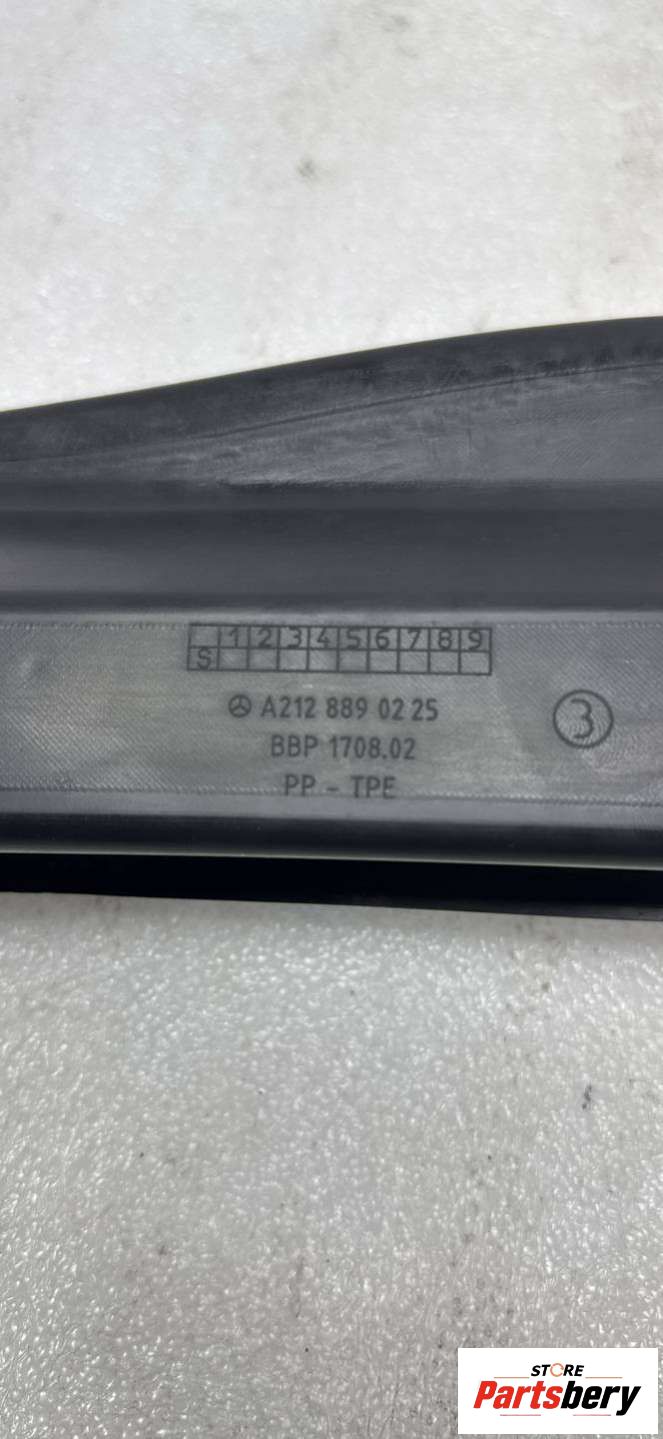 1 2 3 4 5 6 7 8 9
S
A212 889 02 25
3
BBP 1708.02
PP - TPE
STORE
Partsbery